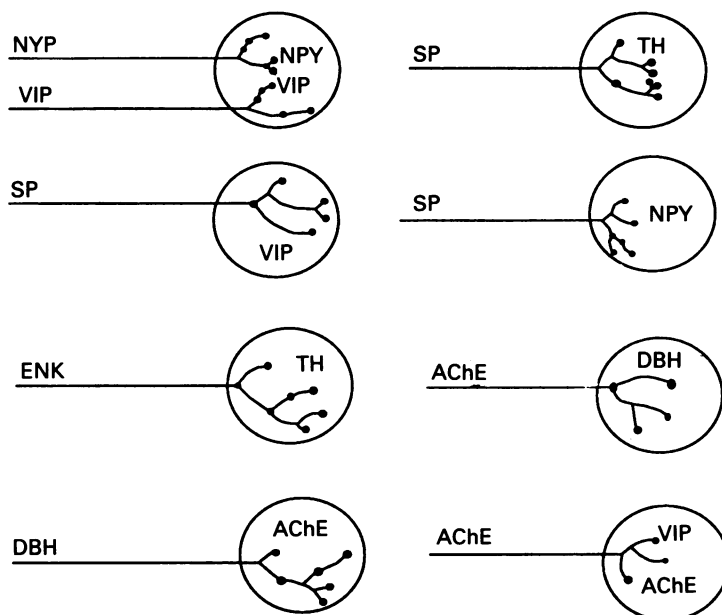 NYP
NPY
VIP
VIP
SP
TH
SP
VIP
SP
NPY
ENK
TH
AChE
DBH
DBH
AChE
AChE
VIP
AChE